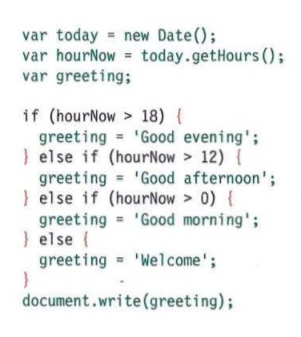 var today = new Date();
var hourNow = today.getHours();
var greeting;
if (hourNow > 18) {
greeting = 'Good evening';
} else if (hourNow > 12) {
greeting = 'Good afternoon';
} else if (hourNow > 0) {
greeting = 'Good morning';
} else {
greeting = 'Welcome';
}
document.write(greeting);